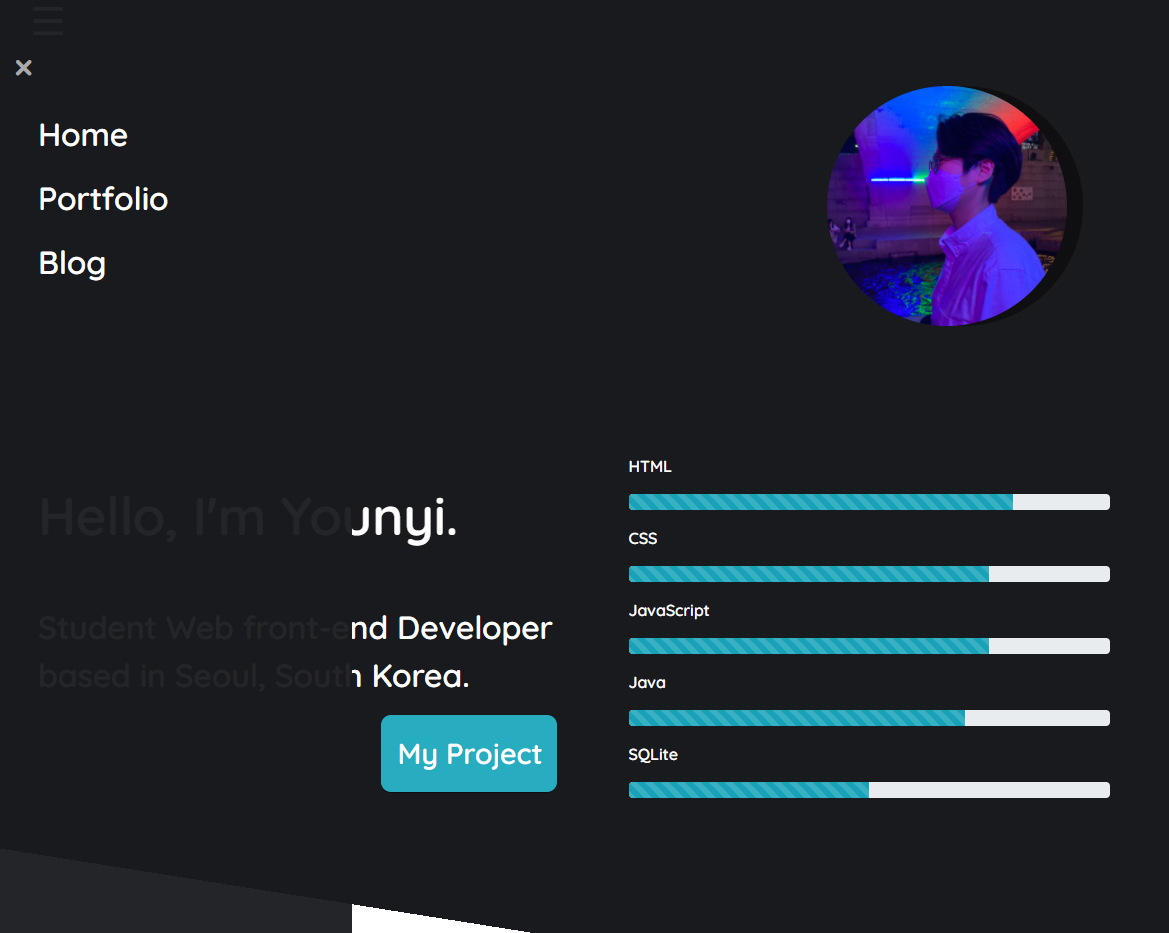 Home
Portfolio
Blog
Hello, I'm Younyi.
Student Web front-end Developer
based in Seoul, South Korea.
My Project
HTML
CSS
JavaScript
Java
SQLite